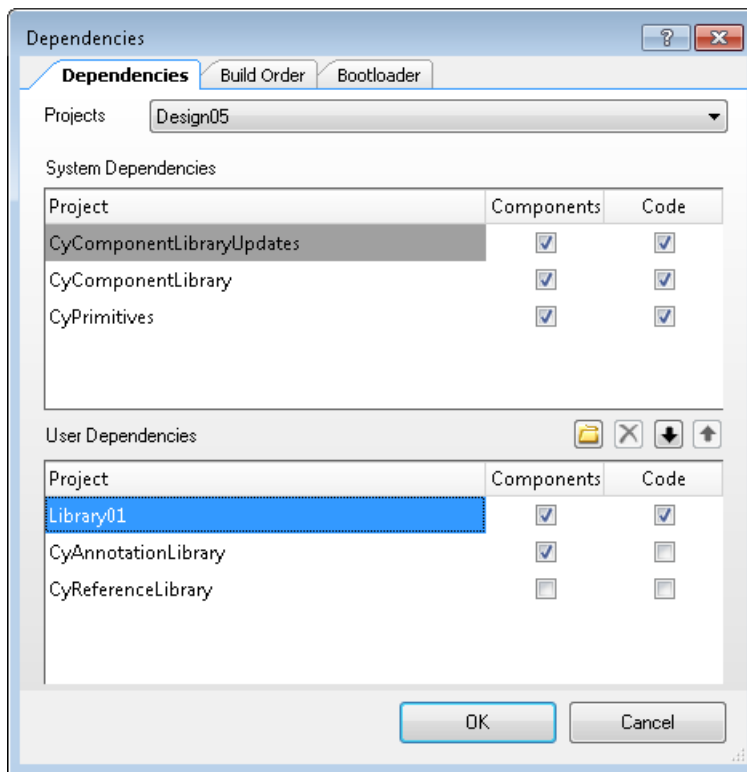 Dependencies
Dependencies Build Order Bootloader
Projects Design05
System Dependencies
Project Components Code
CyComponentLibraryUpdates
CyComponentLibrary
CyPrimitives
User Dependencies
Project Components Code
Library01
CyAnnotationLibrary
CyReferenceLibrary
OK Cancel